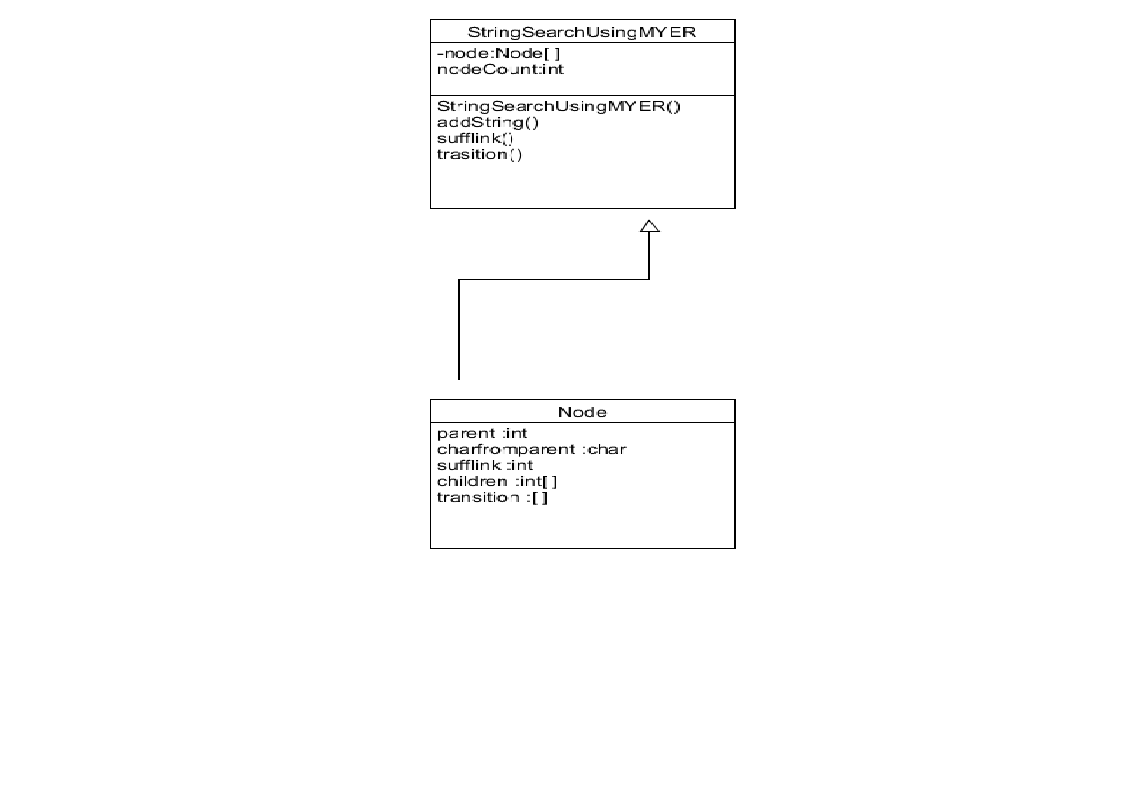 StringSearchUsingMYER
-node:Node[ ]
nodeCount:int
StringSearchUsingMYER()
addString()
sufflink()
trasition()
Node
parent :int
charfromparent :char
sufflink :int
children :int[ ]
transition :[ ]